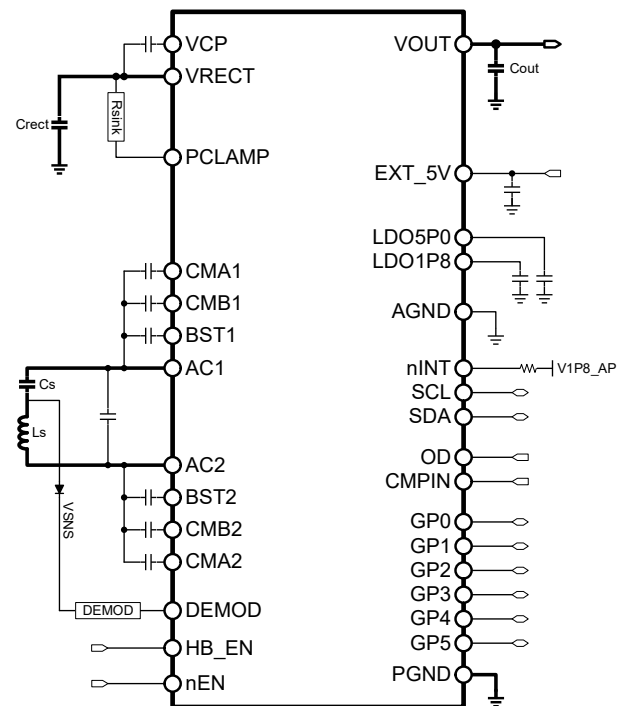 VCP
VRECT
Rsink
Crect
PCLAMP
CMA1
CMB1
BST1
AC1
Cs
Ls
AC2
BST2
VSNS
CMB2
CMA2
DEMOD
DEMOD
HB_EN
nEN
VOUT
Cout
EXT_5V
LDO5P0
LDO1P8
AGND
nINT
V1P8_AP
SCL
SDA
OD
CMPIN
GP0
GP1
GP2
GP3
GP4
GP5
PGND